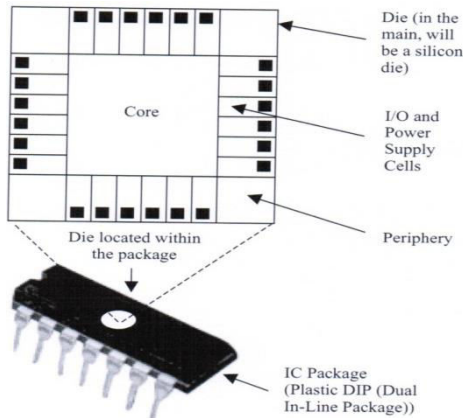 Die (in the
main, will
be a silicon
die)
Core
I/O and
Power
Supply
Cells
Periphery
Die located within
the package
IC Package
(Plastic DIP (Dual
In-Line Package))